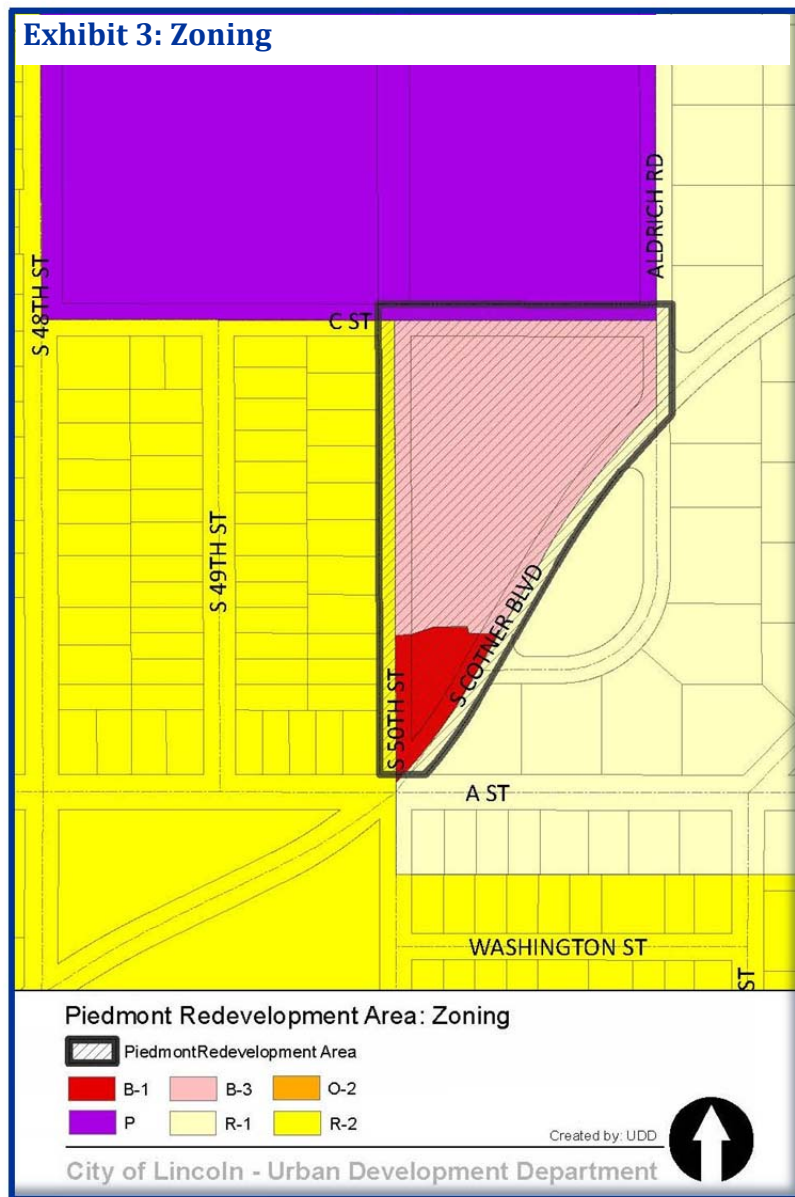 Exhibit 3: Zoning
ALDRICH RD
S 48TH ST
C ST
S 49TH ST
S COTNER BLVD
S 50TH ST
A ST
WASHINGTON ST
ST
Piedmont Redevelopment Area: Zoning
PiedmontRedevelopment Area
B-1 B-3 O-2
P R-1 R-2
Created by: UDD
City of Lincoln - Urban Development Department